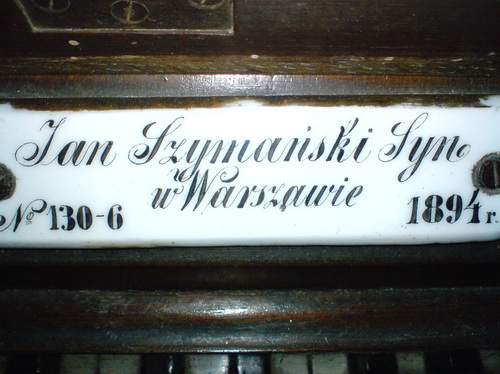 Jan Szymański Syn
w Warszawie
No 130-6 1894 r.